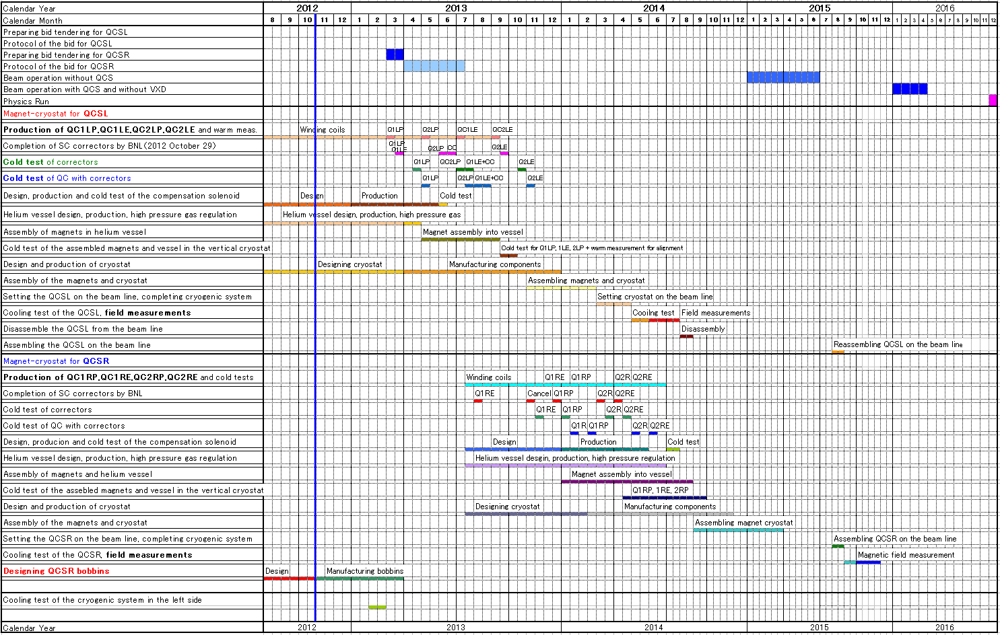 Calendar Year 2012 2013 2014 2015 2016
Calendar Month 8 9 10 11 12 1 2 3 4 5 6 7 8 9 10 11 12 1 2 3 4 5 6 7 8 9 10 11 12 1 2 3 4 5 6 7 8 9 10 11 12 1 2 3 4 5 6 7 8 9 10 11 12
Preparing bid tendering for QCSL
Protocol of the bid for QCSL
Preparing bid tendering for QCSR
Protocol of the bid for QCSR
Beam operation without QCS
Beam operation with QCS and without VXD
Physics Run
Magnet-cryostat for QCSL
Production of QC1LP,QC1LE,QC2LP,QC2LE and warm meas. Winding coils Q1LP Q2LP QC1LE QC2LE
Completion of SC correctors by BNL(2012 October 29) Q1LP Q1LE Q2LP CC Q2LE
Cold test of correctors Q1LP QC2LP Q1LE+CC Q2LE
Cold test of QC with correctors Q1LP Q2LP Q1LE+CC Q2LE
Design, production and cold test of the compensation solenoid Design Production Cold test
Helium vessel design, production, high pressure gas regulation Helium vessel design, production, high pressure gas
Assembly of magnets in helium vessel Magnet assembly into vessel
Cold test of the assembled magnets and vessel in the vertical cryostat Cold test for Q1LP, 1LE, 2LP + warm measurement for alignment
Design and production of cryostat Designing cryostat Manufacturing components
Assembly of the magnets and cryostat Assembling magnets and cryostat
Setting the QCSL on the beam line, completing cryogenic system Setting cryostat on the beam line
Cooling test of the QCSL, field measurements Cooilng test Field measurements
Disassemble the QCSL from the beam line Disassembly
Assembling the QCSL on the beam line Reassembling QCSL on the beam line
Magnet-cryostat for QCSR
Production of QC1RP,QC1RE,QC2RP,QC2RE and cold tests Winding coils Q1RE Q1RP Q2R Q2RE
Completion of SC correctors by BNL Q1RE Cancel Q1RP Q2R Q2RE
Cold test of correctors Q1RE Q1RP Q2R Q2RE
Cold test of QC with correctors Q1R Q1RP Q2R Q2RE
Design, producion and cold test of the compensation solenoid Design Production Cold test
Helium vessel design, production, high pressure gas regulation Helium vessel desgin, production, high pressure regulation
Assembly of magnets and helium vessel Magnet assembly into vessel
Cold test of the assebled magnets and vessel in the vertical cryostat Q1RP, 1RE, 2RP
Design and production of cryostat Designing cryostat Manufacturing components
Assembly of the magnets and cryostat Assembling magnet cryostat
Setting the QCSR on the beam line, completing cryogenic system Assembling QCSR on the beam line
Cooling test of the QCSR, field measurements Magnetic field measurement
Designing QCSR bobbins Design Manufacturing bobbins
Cooling test of the cryogenic system in the left side
Calendar Year 2012 2013 2014 2015 2016